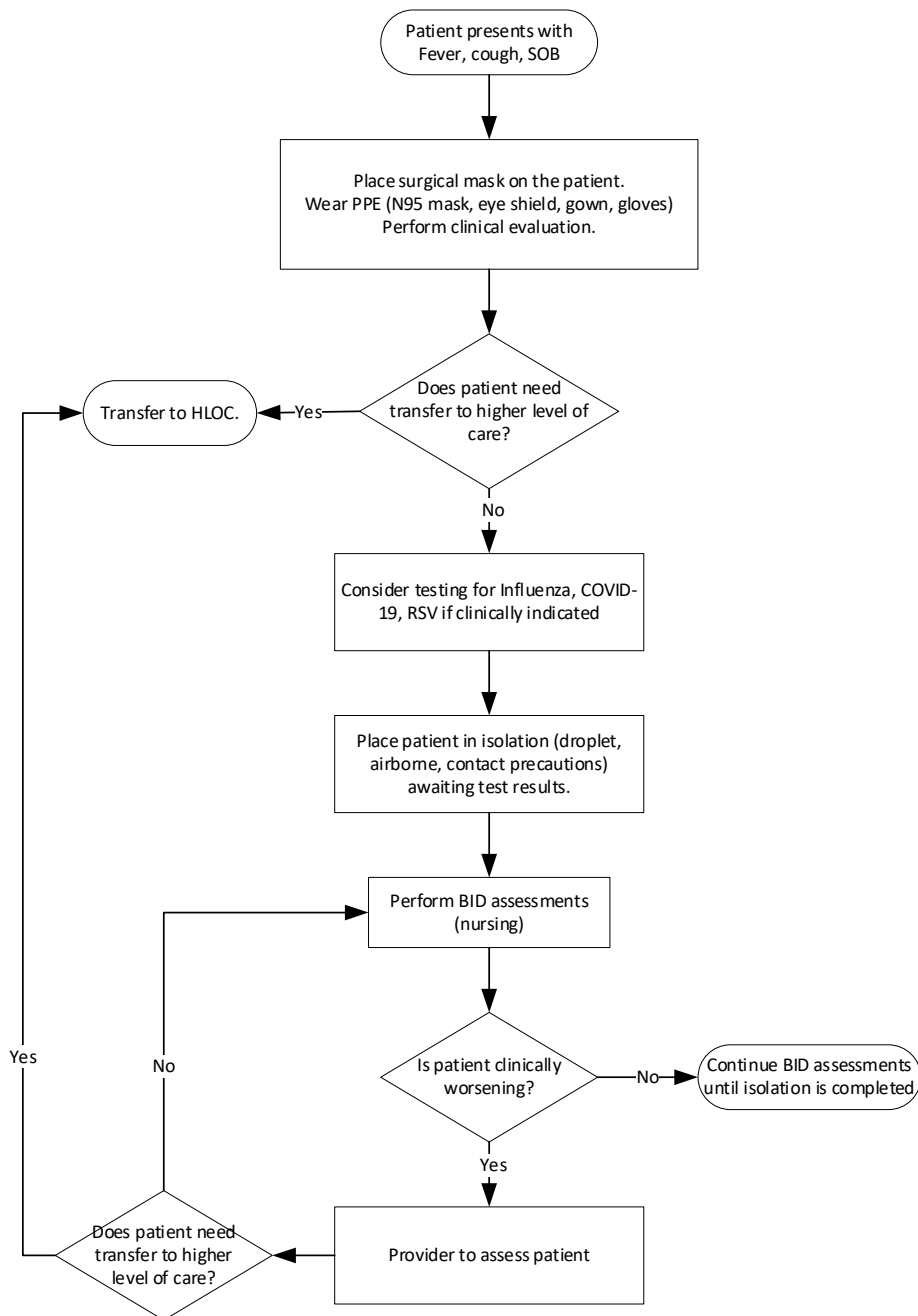 Patient presents with
Fever, cough, SOB
Place surgical mask on the patient.
Wear PPE (N95 mask, eye shield, gown, gloves)
Perform clinical evaluation.
Does patient need
transfer to higher level of
care?
Yes
Transfer to HLOC.
No
Consider testing for Influenza, COVID-
19, RSV if clinically indicated
Place patient in isolation (droplet,
airborne, contact precautions)
awaiting test results.
Perform BID assessments
(nursing)
Is patient clinically
worsening?
No
Continue BID assessments
until isolation is completed.
Yes
Provider to assess patient
Does patient need
transfer to higher
level of care?
No
Yes